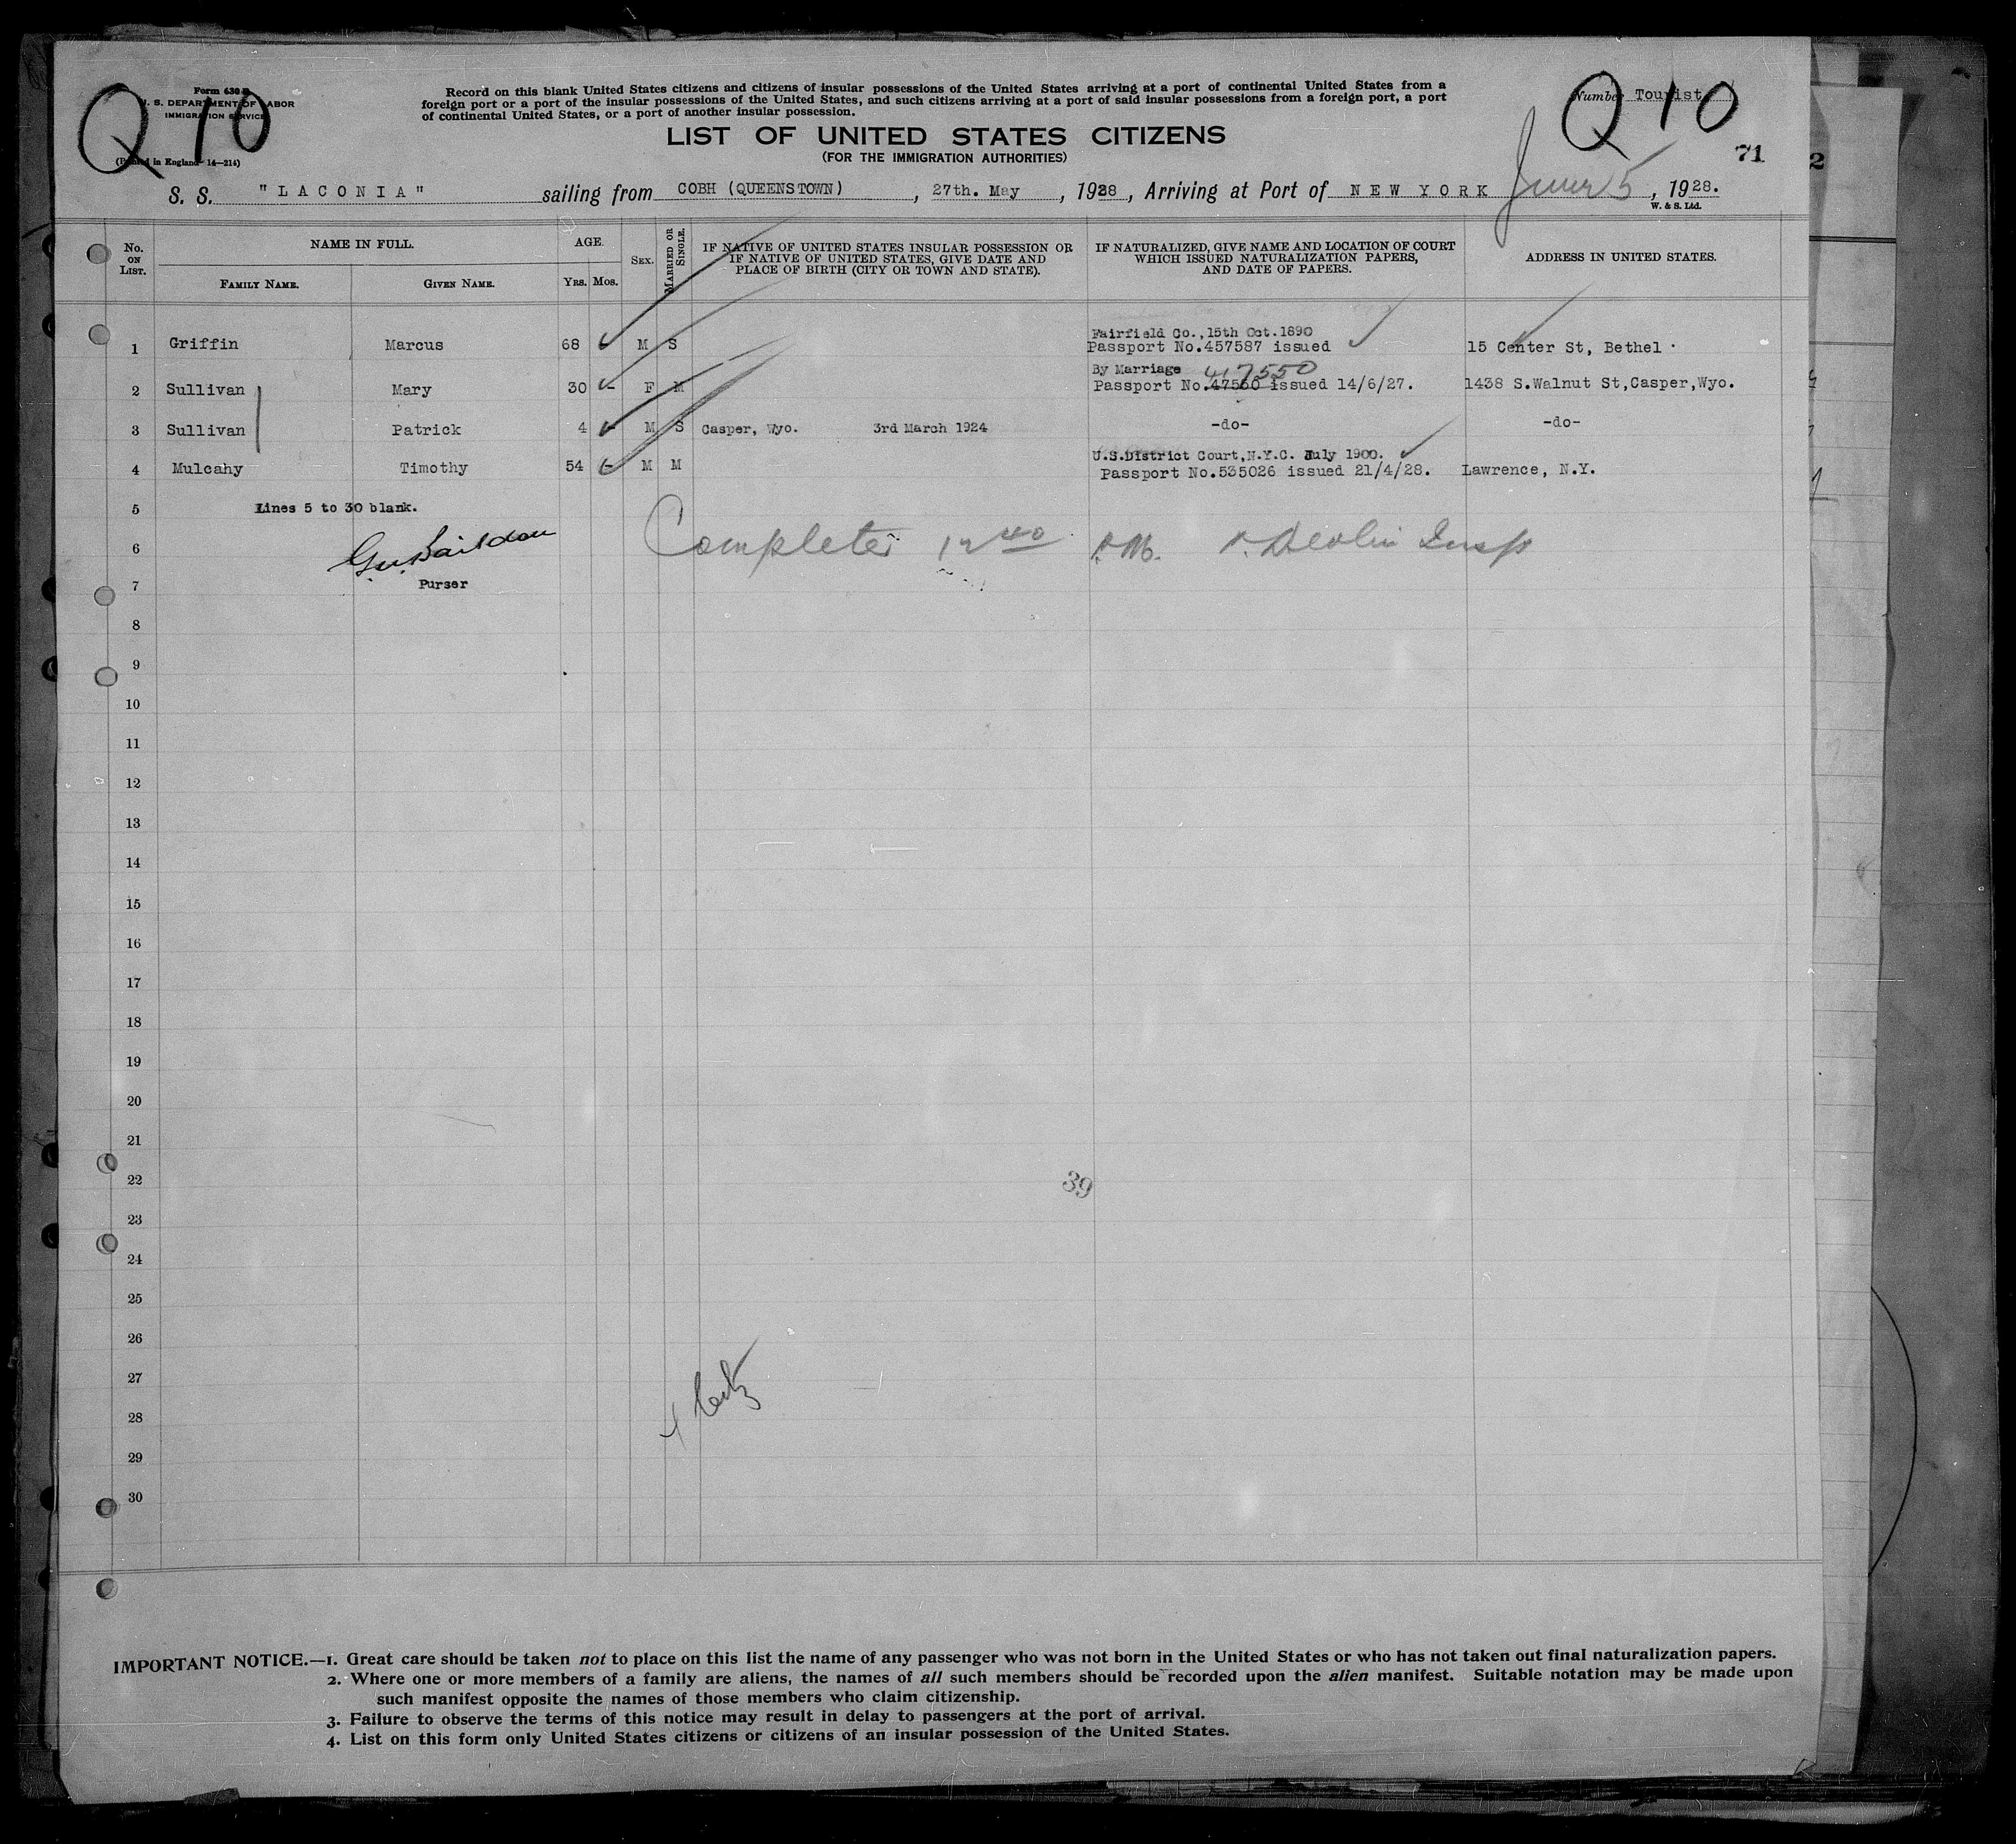 Q 10
Form 630 B
U. S. DEPARTMENT OF LABOR
IMMIGRATION SERVICE
(Printed in England 14—214)
Record on this blank United States citizens and citizens of insular possessions of the United States arriving at a port of continental United States from a
foreign port or a port of the insular possessions of the United States, and such citizens arriving at a port of said insular possessions from a foreign port, a port
of continental United States, or a port of another insular possession.
Number Tourist
Q 10
71
2
LIST OF UNITED STATES CITIZENS
(FOR THE IMMIGRATION AUTHORITIES)
S. S. "LACONIA" sailing from COBH (QUEENSTOWN), 27th. May, 1928, Arriving at Port of NEW YORK June 5, 1928.
W. & S. Ltd.
No. ON LIST. NAME IN FULL. AGE. SEX. MARRIED OR SINGLE. IF NATIVE OF UNITED STATES INSULAR POSSESSION OR IF NATIVE OF UNITED STATES, GIVE DATE AND PLACE OF BIRTH (CITY OR TOWN AND STATE). IF NATURALIZED, GIVE NAME AND LOCATION OF COURT WHICH ISSUED NATURALIZATION PAPERS, AND DATE OF PAPERS. ADDRESS IN UNITED STATES.
FAMILY NAME. GIVEN NAME. YRS. MOS.
Fairfield Co., 15th Oct. 1890
1 Griffin Marcus 68 - M S Passport No.457587 issued 15 Center St, Bethel
By Marriage 417550
2 Sullivan Mary 30 - F M Passport No.47550 issued 14/6/27. 1438 S.Walnut St,Casper,Wyo.
3 Sullivan Patrick 4 - M S Casper, Wyo. 3rd March 1924 -do- -do-
U.S.District Court,N.Y.C. July 1900.
4 Mulcahy Timothy 54 - M M Passport No.535026 issued 21/4/28. Lawrence, N.Y.
5 Lines 5 to 30 blank.
6 Completed 12 40 P.M. Devlin Insp
7 Purser
8
9
10
11
12
13
14
15
16
17
18
19
20
21
22
39
23
24
25
26
27
28
29
30
IMPORTANT NOTICE.—1. Great care should be taken not to place on this list the name of any passenger who was not born in the United States or who has not taken out final naturalization papers.
2. Where one or more members of a family are aliens, the names of all such members should be recorded upon the alien manifest. Suitable notation may be made upon
such manifest opposite the names of those members who claim citizenship.
3. Failure to observe the terms of this notice may result in delay to passengers at the port of arrival.
4. List on this form only United States citizens or citizens of an insular possession of the United States.